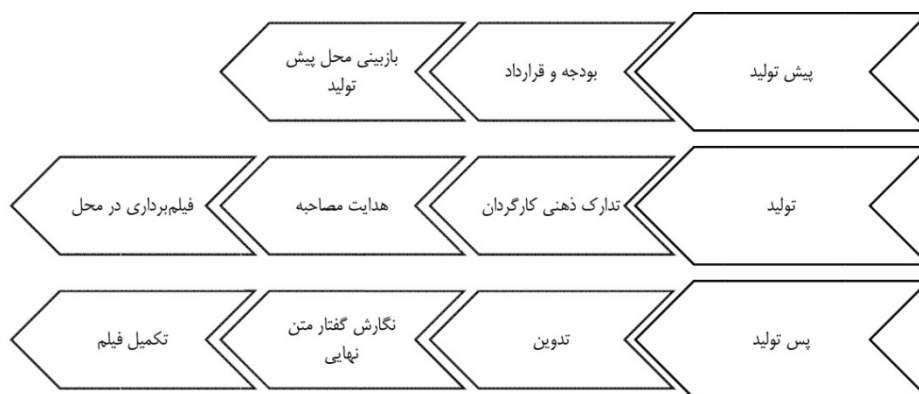 پیش تولید
بودجه و قرارداد
بازبینی محل پیش
تولید
تولید
تدارک ذهنی کارگردان
هدایت مصاحبه
فیلم‌برداری در محل
پس تولید
تدوین
نگارش گفتار متن
نهایی
تکمیل فیلم